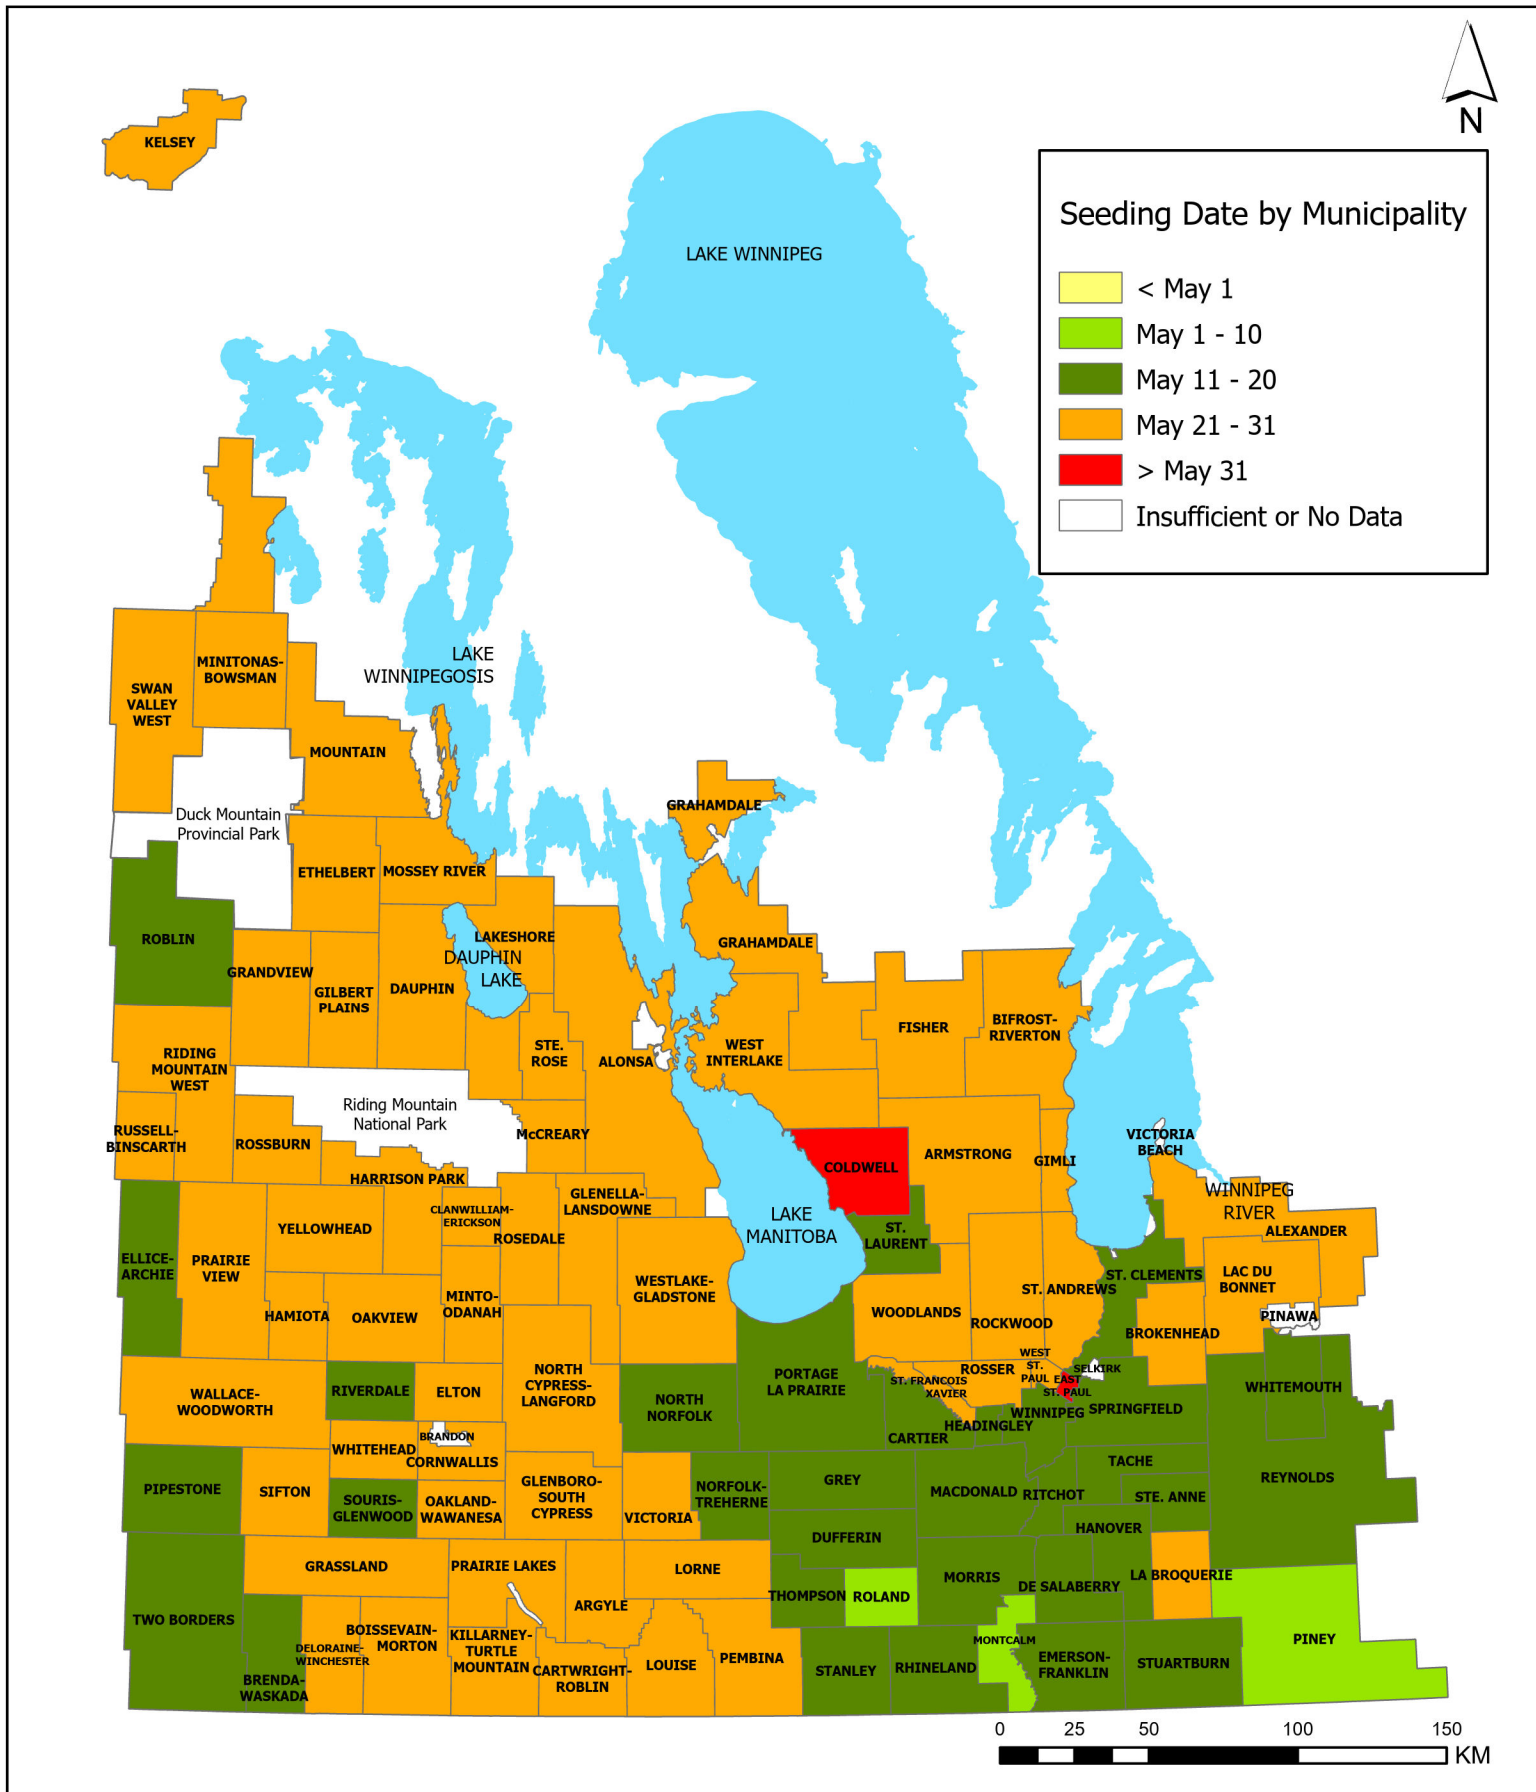 N
KELSEY
Seeding Date by Municipality
< May 1
May 1 - 10
May 11 - 20
May 21 - 31
> May 31
Insufficient or No Data
LAKE WINNIPEG
LAKE
WINNIPEGOSIS
MINITONAS-
BOWSMAN
SWAN
VALLEY
WEST
MOUNTAIN
Duck Mountain
Provincial Park
GRAHAMDALE
ETHELBERT
MOSSEY RIVER
ROBLIN
LAKESHORE
DAUPHIN
LAKE
GRAHAMDALE
GRANDVIEW
GILBERT
PLAINS
DAUPHIN
FISHER
BIFROST-
RIVERTON
RIDING
MOUNTAIN
WEST
STE.
ROSE
ALONSA
WEST
INTERLAKE
Riding Mountain
National Park
RUSSELL-
BINSCARTH
ROSSBURN
McCREARY
VICTORIA
BEACH
HARRISON PARK
COLDWELL
ARMSTRONG
GIMLI
GLENELLA-
LANSDOWNE
WINNIPEG
RIVER
ALEXANDER
YELLOWHEAD
CLANWILLIAM-
ERICKSON
ROSEDALE
LAKE
MANITOBA
ST.
LAURENT
ELLICE-
ARCHIE
PRAIRIE
VIEW
WESTLAKE-
GLADSTONE
ST. CLEMENTS
LAC DU
BONNET
HAMIOTA
OAKVIEW
MINTO-
ODANAH
WOODLANDS
ROCKWOOD
ST. ANDREWS
BROKENHEAD
PINAWA
WALLACE-
WOODWORTH
RIVERDALE
ELTON
NORTH
CYPRESS-
LANGFORD
NORTH
NORFOLK
PORTAGE
LA PRAIRIE
ST. FRANCOIS
XAVIER
ROSSER
WEST
ST.
PAUL
EAST
ST. PAUL
SELKIRK
WHITEMOUTH
WHITEHEAD
BRANDON
CORNWALLIS
CARTIER
HEADINGLEY
WINNIPEG
SPRINGFIELD
PIPESTONE
SIFTON
SOURIS-
GLENWOOD
OAKLAND-
WAWANESA
GLENBORO-
SOUTH
CYPRESS
VICTORIA
NORFOLK-
TREHERNE
GREY
MACDONALD
RITCHOT
TACHE
STE. ANNE
REYNOLDS
DUFFERIN
HANOVER
GRASSLAND
PRAIRIE LAKES
LORNE
THOMPSON
ROLAND
MORRIS
DE SALABERRY
LA BROQUERIE
TWO BORDERS
BRENDA-
WASKADA
DELORAINE-
WINCHESTER
BOISSEVAIN-
MORTON
KILLARNEY-
TURTLE
MOUNTAIN
ARGYLE
CARTWRIGHT-
ROBLIN
LOUISE
PEMBINA
STANLEY
RHINELAND
MONTCALM
EMERSON-
FRANKLIN
STUARTBURN
PINEY
0 25 50 100 150
KM